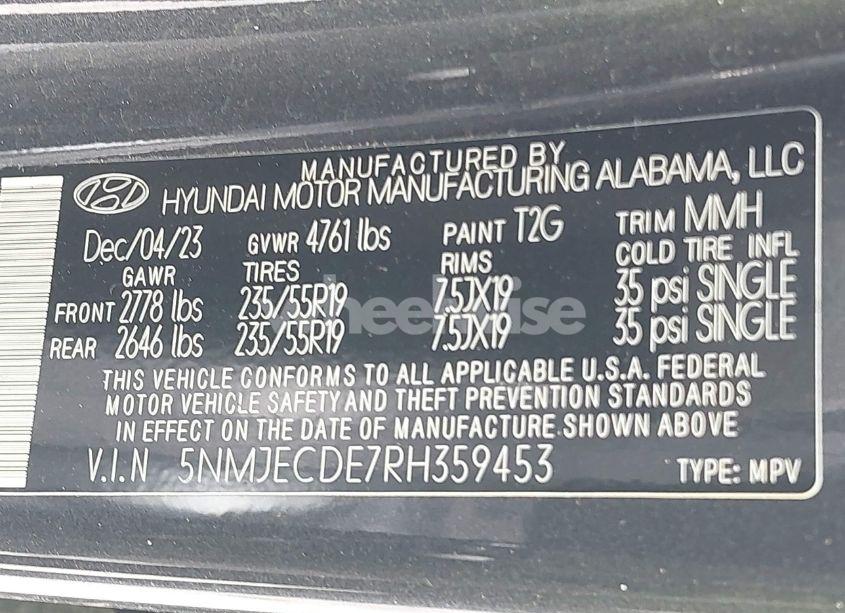 MANUFACTURED BY
HYUNDAI MOTOR MANUFACTURING ALABAMA, LLC
Dec/04/23 GVWR 4761 lbs PAINT T2G TRIM MMH
GAWR TIRES RIMS COLD TIRE INFL
FRONT 2778 lbs 235/55R19 7.5JX19 35 psi SINGLE
REAR 2646 lbs 235/55R19 7.5JX19 35 psi SINGLE
THIS VEHICLE CONFORMS TO ALL APPLICABLE U.S.A. FEDERAL
MOTOR VEHICLE SAFETY AND THEFT PREVENTION STANDARDS
IN EFFECT ON THE DATE OF MANUFACTURE SHOWN ABOVE
V.I.N 5NMJECDE7RH359453 TYPE: MPV